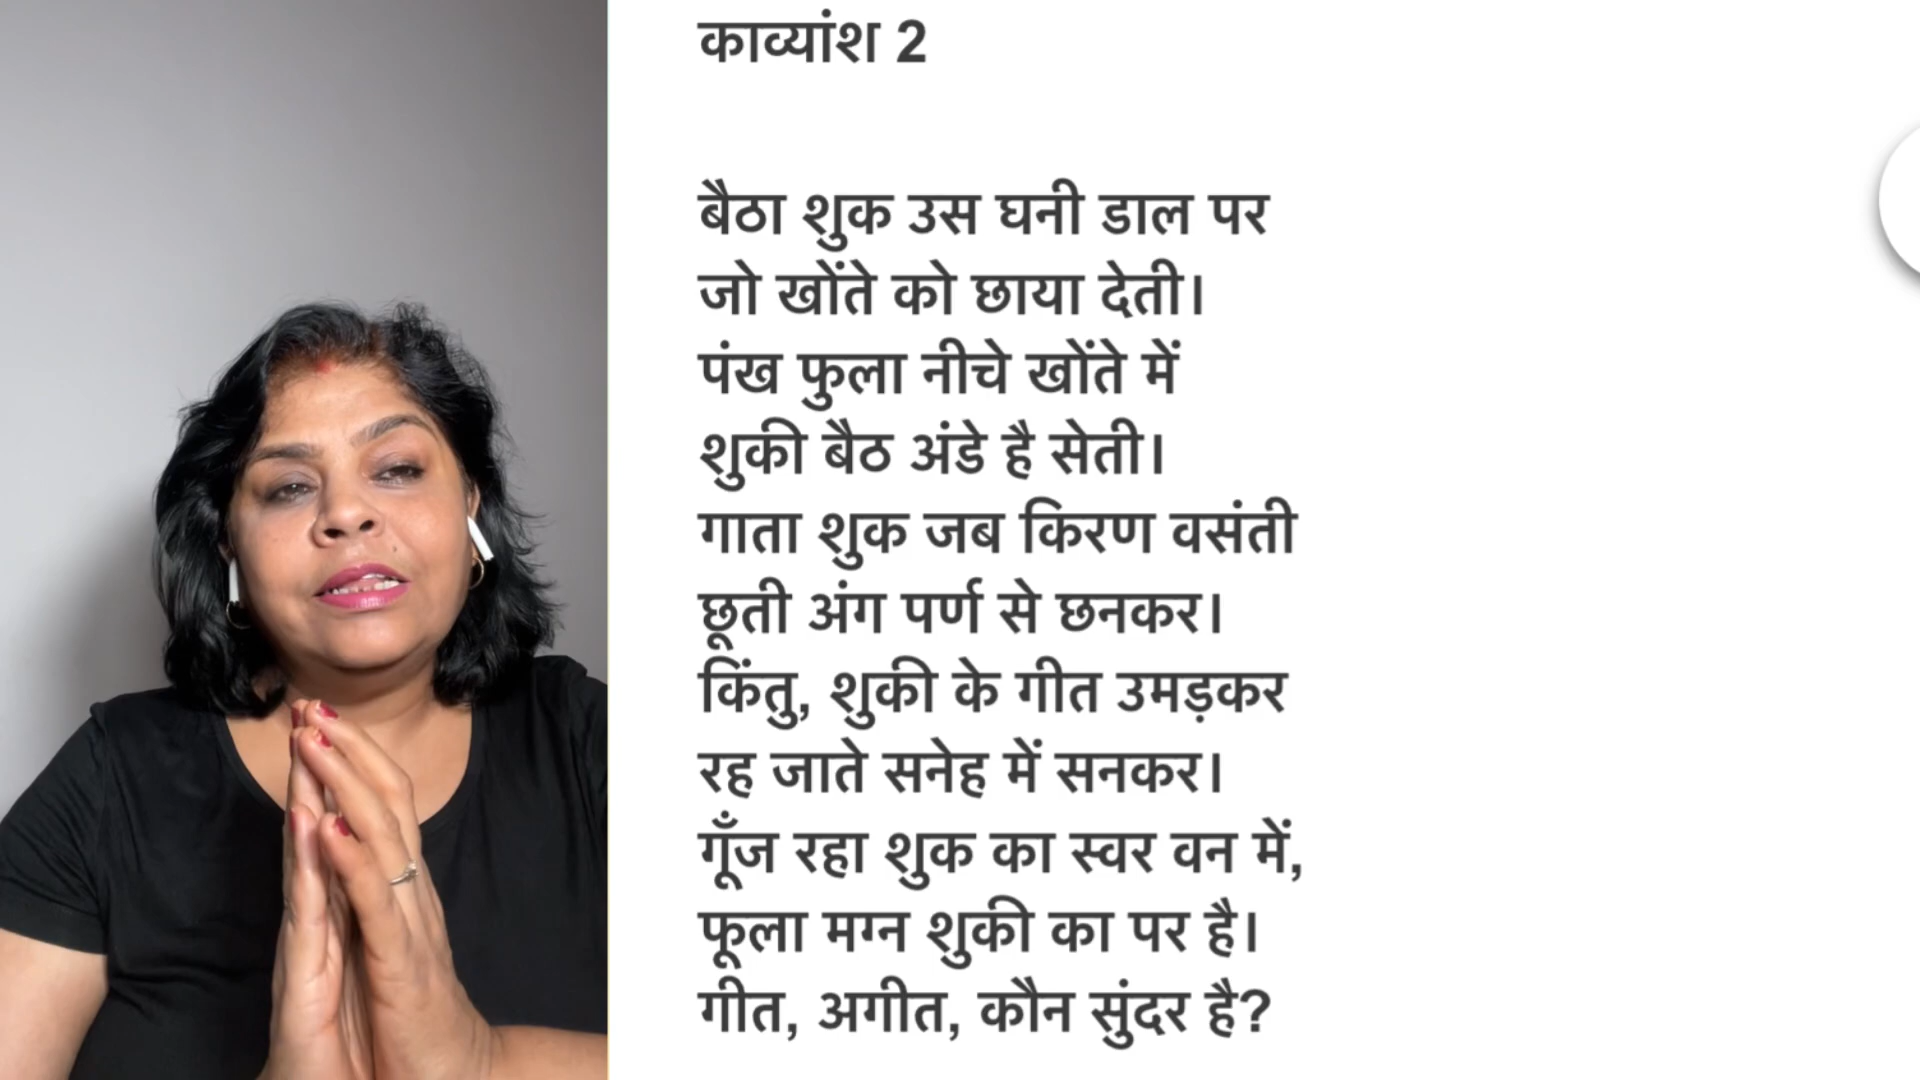 काव्यांश 2
बैठा शुक उस घनी डाल पर
जो खोंते को छाया देती।
पंख फुला नीचे खोंते में
शुकी बैठ अंडे है सेती।
गाता शुक जब किरण वसंती
छूती अंग पर्ण से छनकर।
किंतु, शुकी के गीत उमड़कर
रह जाते सनेह में सनकर।
गूँज रहा शुक का स्वर वन में,
फूला मग्न शुकी का पर है।
गीत, अगीत, कौन सुंदर है?